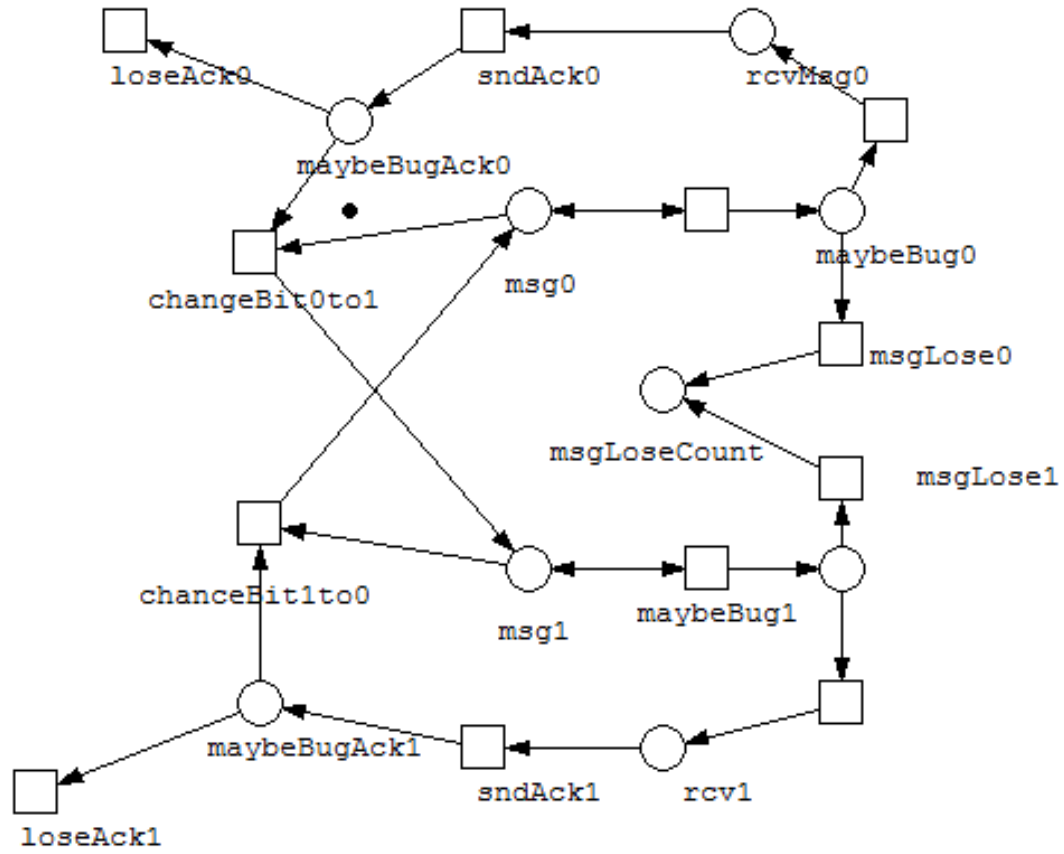 loseAck0
sndAck0
rcvMsg0
maybeBugAck0
maybeBug0
changeBit0to1
msg0
msgLose0
msgLoseCount
msgLose1
chanceBit1to0
msg1
maybeBug1
maybeBugAck1
sndAck1
rcv1
loseAck1